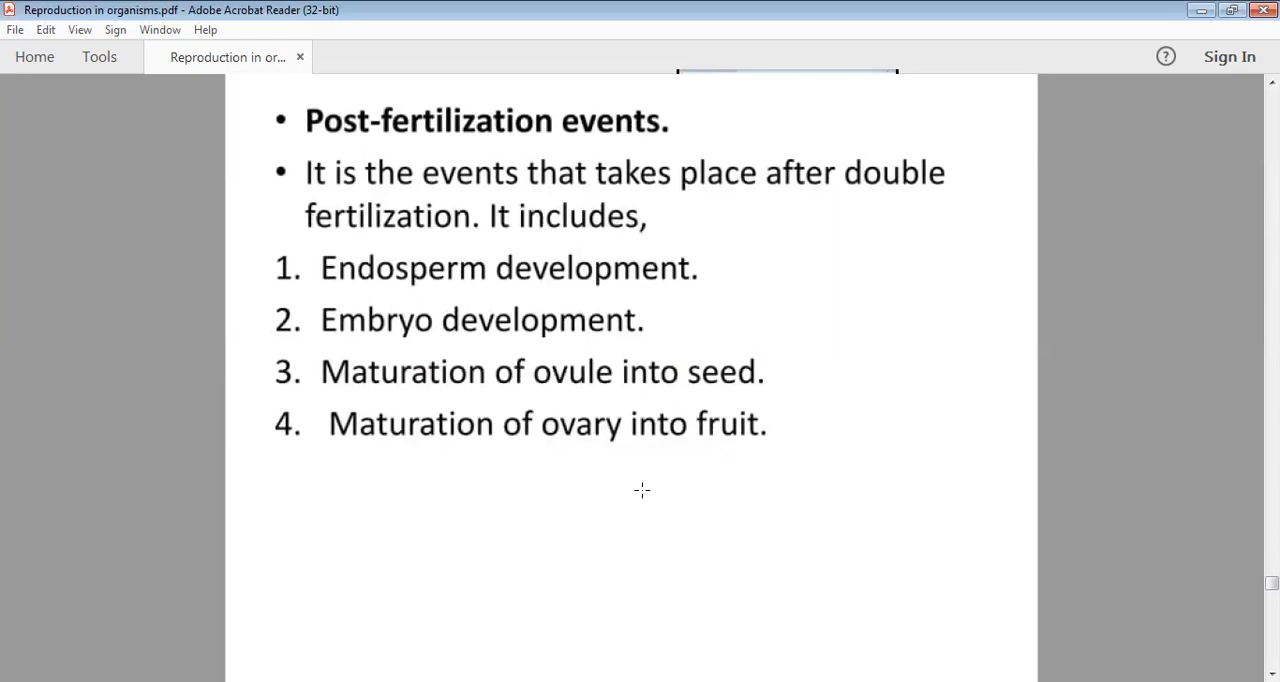 Reproduction in organisms.pdf - Adobe Acrobat Reader (32-bit)
File Edit View Sign Window Help
Home Tools Reproduction in or... × ? Sign In
• Post-fertilization events.
• It is the events that takes place after double
fertilization. It includes,
1. Endosperm development.
2. Embryo development.
3. Maturation of ovule into seed.
4. Maturation of ovary into fruit.